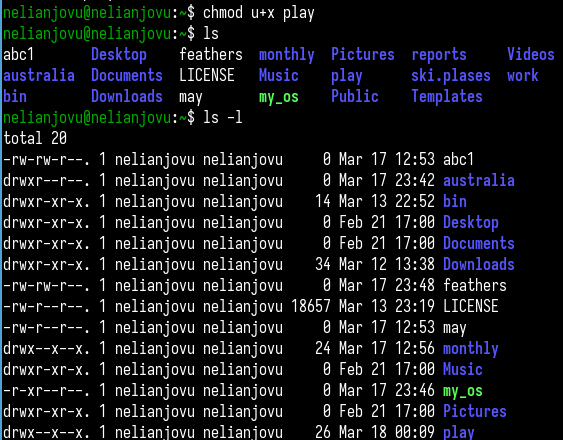 nelianjovu@nelianjovu:~$ chmod u+x play
nelianjovu@nelianjovu:~$ ls
abc1 Desktop feathers monthly Pictures reports Videos
australia Documents LICENSE Music play ski.plases work
bin Downloads may my_os Public Templates
nelianjovu@nelianjovu:~$ ls -l
total 20
-rw-rw-r--. 1 nelianjovu nelianjovu 0 Mar 17 12:53 abc1
drwxr--r--. 1 nelianjovu nelianjovu 0 Mar 17 23:42 australia
drwxr-xr-x. 1 nelianjovu nelianjovu 14 Mar 13 22:52 bin
drwxr-xr-x. 1 nelianjovu nelianjovu 0 Feb 21 17:00 Desktop
drwxr-xr-x. 1 nelianjovu nelianjovu 0 Feb 21 17:00 Documents
drwxr-xr-x. 1 nelianjovu nelianjovu 34 Mar 12 13:38 Downloads
-rw-rw-r--. 1 nelianjovu nelianjovu 0 Mar 17 23:48 feathers
-rw-r--r--. 1 nelianjovu nelianjovu 18657 Mar 13 23:19 LICENSE
-rw-rw-r--. 1 nelianjovu nelianjovu 0 Mar 17 12:53 may
drwx--x--x. 1 nelianjovu nelianjovu 24 Mar 17 12:56 monthly
drwxr-xr-x. 1 nelianjovu nelianjovu 0 Feb 21 17:00 Music
-r-xr--r--. 1 nelianjovu nelianjovu 0 Mar 17 23:46 my_os
drwxr-xr-x. 1 nelianjovu nelianjovu 0 Feb 21 17:00 Pictures
drwx--x--x. 1 nelianjovu nelianjovu 26 Mar 18 00:09 play